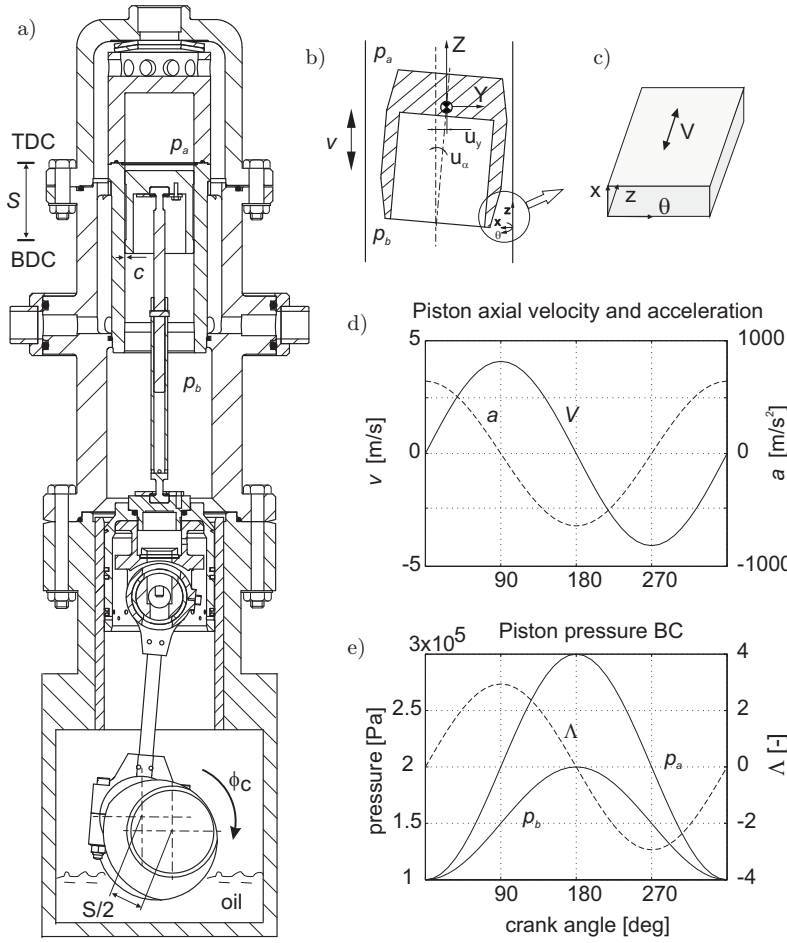 a)
TDC
S
BDC
p_a
c
p_b
ϕc
S/2
oil
b)
p_a
Z
Y
v
u_y
u_α
p_b
z
x
θ
c)
V
x
z
θ
d)
Piston axial velocity and acceleration
5
0
-5
v [m/s]
a
V
1000
0
-1000
a [m/s²]
90
180
270
e)
Piston pressure BC
3x10⁵
2.5
2
1.5
1
pressure [Pa]
Λ
p_a
p_b
4
2
0
-2
-4
Λ [-]
90
180
270
crank angle [deg]